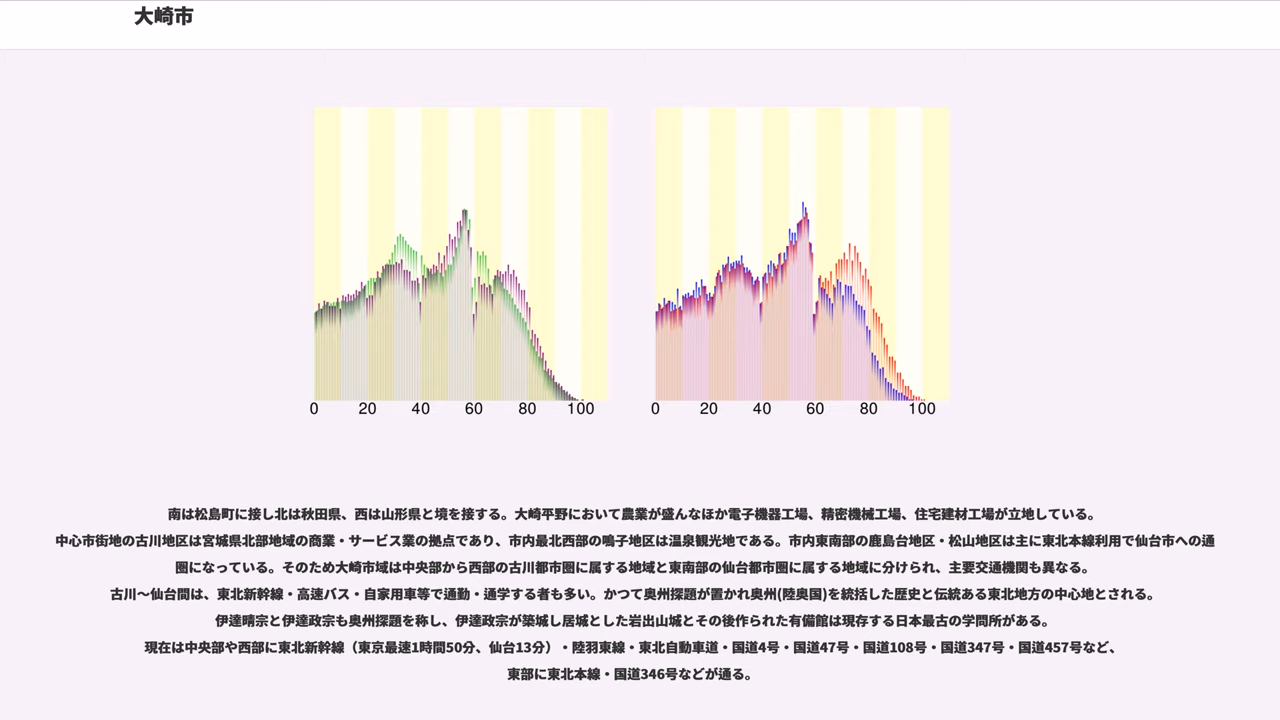 大崎市
0 20 40 60 80 100
0 20 40 60 80 100
南は松島町に接し北は秋田県、西は山形県と境を接する。大崎平野において農業が盛んなほか電子機器工場、精密機械工場、住宅建材工場が立地している。
中心市街地の古川地区は宮城県北部地域の商業・サービス業の拠点であり、市内最北西部の鳴子地区は温泉観光地である。市内東南部の鹿島台地区・松山地区は主に東北本線利用で仙台市への通
圏になっている。そのため大崎市域は中央部から西部の古川都市圏に属する地域と東南部の仙台都市圏に属する地域に分けられ、主要交通機関も異なる。
古川〜仙台間は、東北新幹線・高速バス・自家用車等で通勤・通学する者も多い。かつて奥州探題が置かれ奥州(陸奥国)を統括した歴史と伝統ある東北地方の中心地とされる。
伊達晴宗と伊達政宗も奥州探題を称し、伊達政宗が築城し居城とした岩出山城とその後作られた有備館は現存する日本最古の学問所がある。
現在は中央部や西部に東北新幹線（東京最速1時間50分、仙台13分）・陸羽東線・東北自動車道・国道4号・国道47号・国道108号・国道347号・国道457号など、
東部に東北本線・国道346号などが通る。